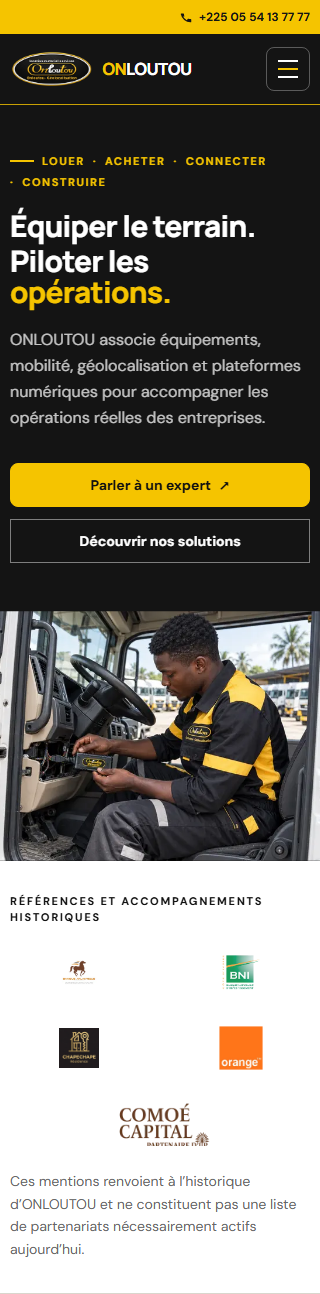 +225 05 54 13 77 77
OnLoutou
ONLOUTOU
LOUER · ACHETER · CONNECTER
· CONSTRUIRE
Équiper le terrain.
Piloter les
opérations.
ONLOUTOU associe équipements,
mobilité, géolocalisation et plateformes
numériques pour accompagner les
opérations réelles des entreprises.
Parler à un expert ↗
Découvrir nos solutions
OnLoutou
OnLoutou
RÉFÉRENCES ET ACCOMPAGNEMENTS
HISTORIQUES
BNI
CHAPECHAPE
orange
COMOÉ
CAPITAL
PARTENAIRE
Ces mentions renvoient à l’historique
d’ONLOUTOU et ne constituent pas une liste
de partenariats nécessairement actifs
aujourd’hui.